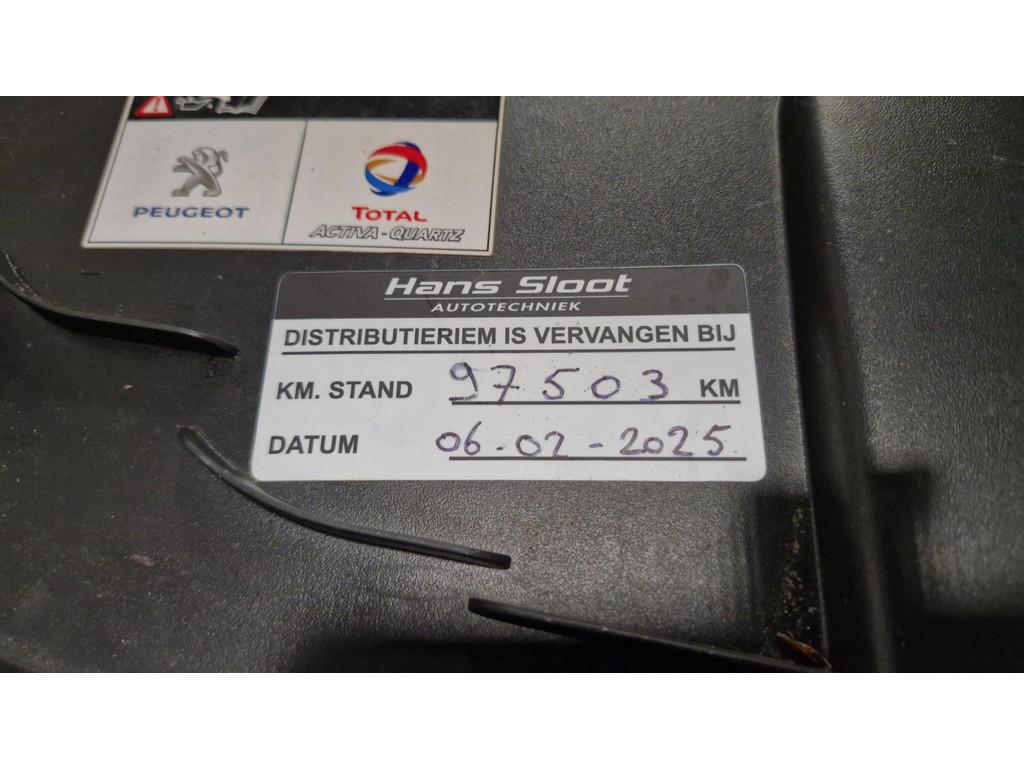 PEUGEOT
TOTAL
ACTIVA - QUARTZ
Hans Sloot
AUTOTECHNIEK
DISTRIBUTIERIEM IS VERVANGEN BIJ
KM. STAND 97503 KM
DATUM 06-02-2025